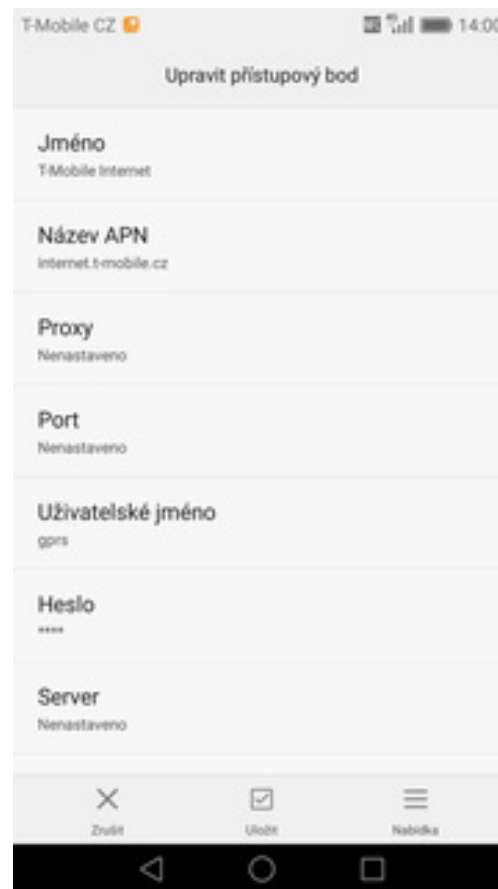 T-Mobile CZ 14:00
Upravit přístupový bod
Jméno
T-Mobile Internet
Název APN
internet.t-mobile.cz
Proxy
Nenastaveno
Port
Nenastaveno
Uživatelské jméno
gprs
Heslo
****
Server
Nenastaveno
Zrušit Uložit Nabídka